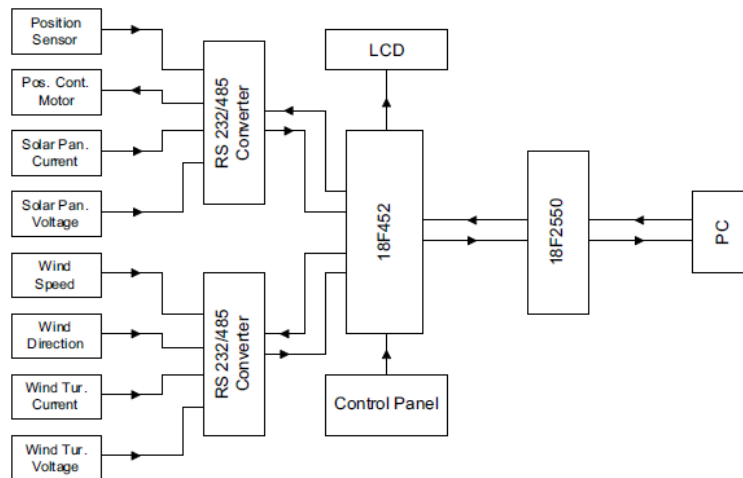 Position
Sensor
Pos. Cont.
Motor
Solar Pan.
Current
Solar Pan.
Voltage
Wind
Speed
Wind
Direction
Wind Tur.
Current
Wind Tur.
Voltage
RS 232/485
Converter
RS 232/485
Converter
LCD
18F452
Control Panel
18F2550
PC